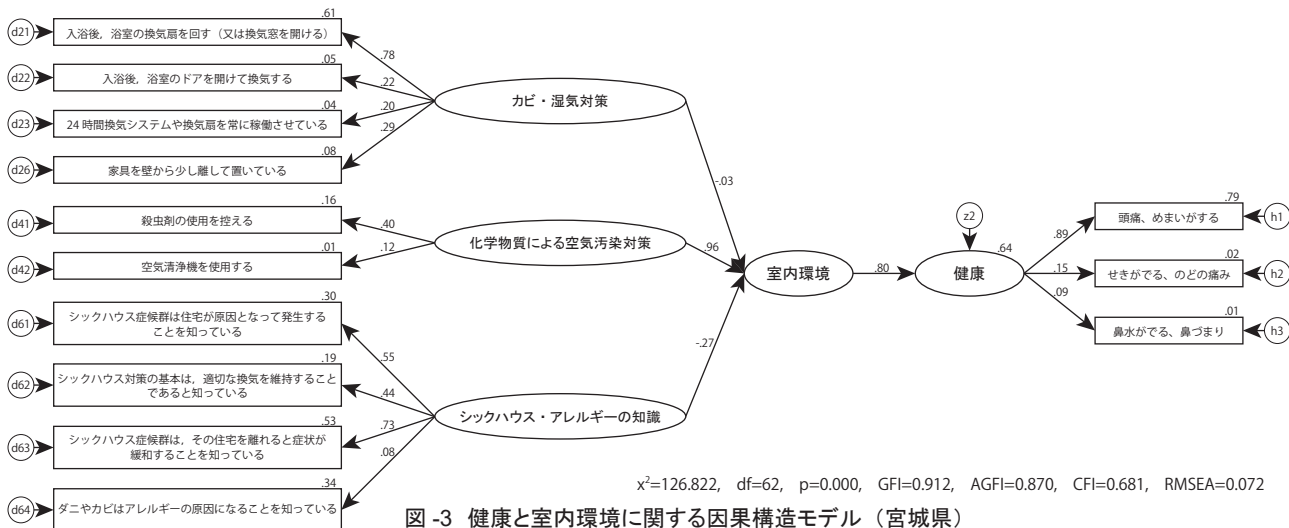 .61
d21
入浴後，浴室の換気扇を回す（又は換気窓を開ける）
.78
.05
d22
入浴後，浴室のドアを開けて換気する
.22
.04
d23
24 時間換気システムや換気扇を常に稼働させている
.20
.08
d26
家具を壁から少し離して置いている
.29
カビ・湿気対策
-.03
.16
d41
殺虫剤の使用を控える
.40
.01
d42
空気清浄機を使用する
.12
化学物質による空気汚染対策
.96
.30
d61
シックハウス症候群は住宅が原因となって発生する
ことを知っている
.55
.19
d62
シックハウス対策の基本は，適切な換気を維持すること
であると知っている
.44
.53
d63
シックハウス症候群は，その住宅を離れると症状が
緩和することを知っている
.73
.34
d64
ダニやカビはアレルギーの原因になることを知っている
.08
シックハウス・アレルギーの知識
-.27
室内環境
.80
z2
.64
健康
.89
.79
頭痛、めまいがする
h1
.15
.02
せきがでる、のどの痛み
h2
.09
.01
鼻水がでる、鼻づまり
h3
x²=126.822, df=62, p=0.000, GFI=0.912, AGFI=0.870, CFI=0.681, RMSEA=0.072
図 -3 健康と室内環境に関する因果構造モデル（宮城県）